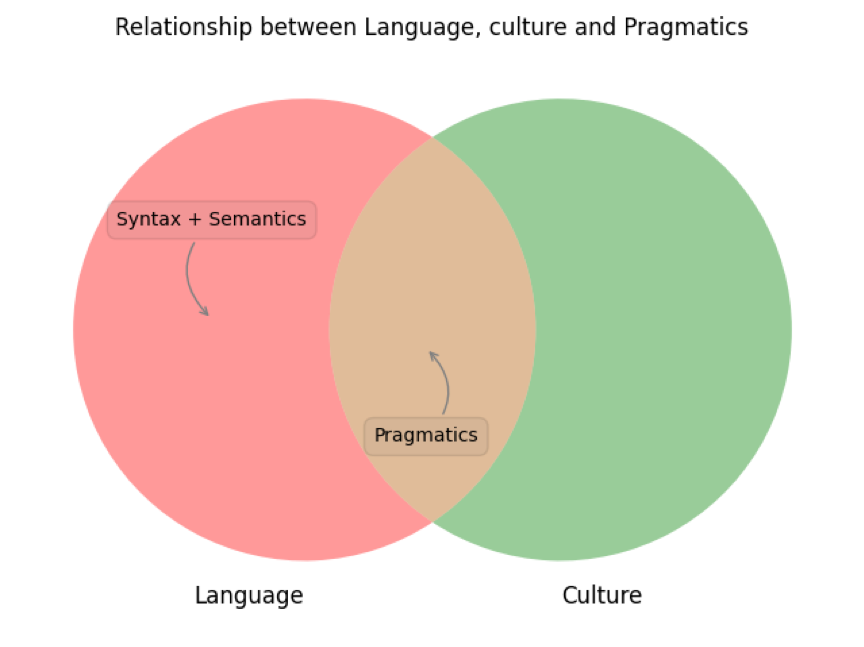 Relationship between Language, culture and Pragmatics
Syntax + Semantics
Pragmatics
Language
Culture